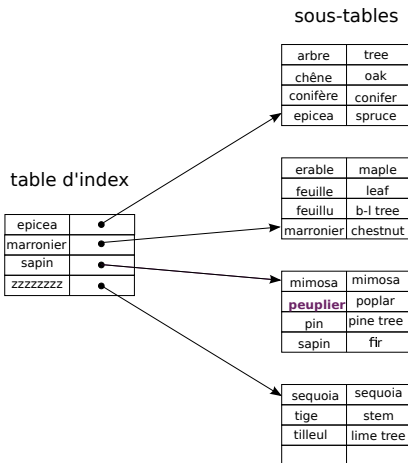 sous-tables
arbre tree
chêne oak
conifère conifer
epicea spruce
erable maple
feuille leaf
feuillu b-l tree
marronier chestnut
table d'index
epicea
marronier
sapin
zzzzzzzz
mimosa mimosa
peuplier poplar
pin pine tree
sapin fir
sequoia sequoia
tige stem
tilleul lime tree